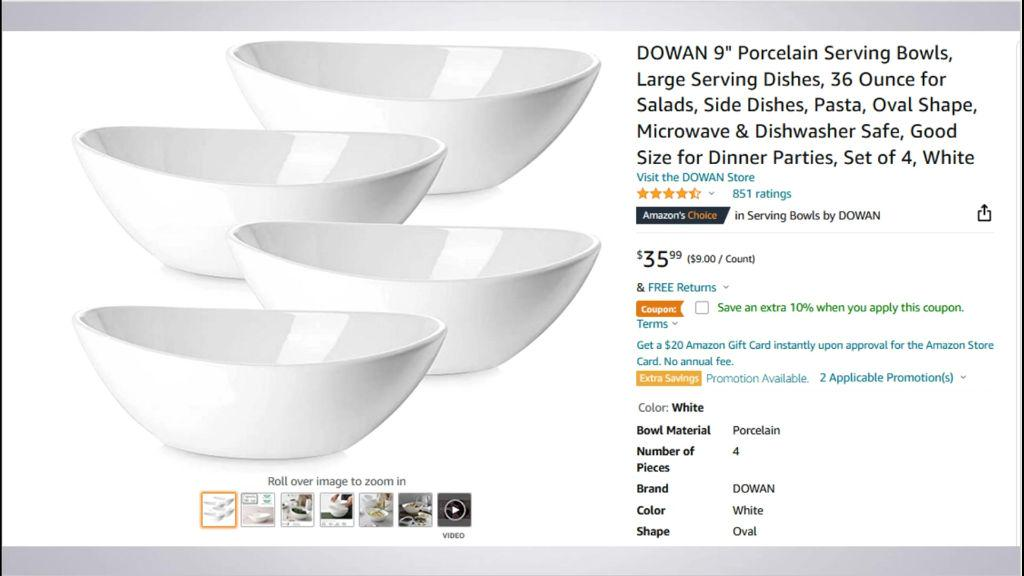 DOWAN 9" Porcelain Serving Bowls,
Large Serving Dishes, 36 Ounce for
Salads, Side Dishes, Pasta, Oval Shape,
Microwave & Dishwasher Safe, Good
Size for Dinner Parties, Set of 4, White
Visit the DOWAN Store
851 ratings
Amazon's Choice in Serving Bowls by DOWAN
$3599 ($9.00 / Count)
& FREE Returns
Coupon: Save an extra 10% when you apply this coupon.
Terms
Get a $20 Amazon Gift Card instantly upon approval for the Amazon Store
Card. No annual fee.
Extra Savings Promotion Available. 2 Applicable Promotion(s)
Color: White
Bowl Material Porcelain
Number of 4
Pieces
Brand DOWAN
Color White
Shape Oval
Roll over image to zoom in
VIDEO